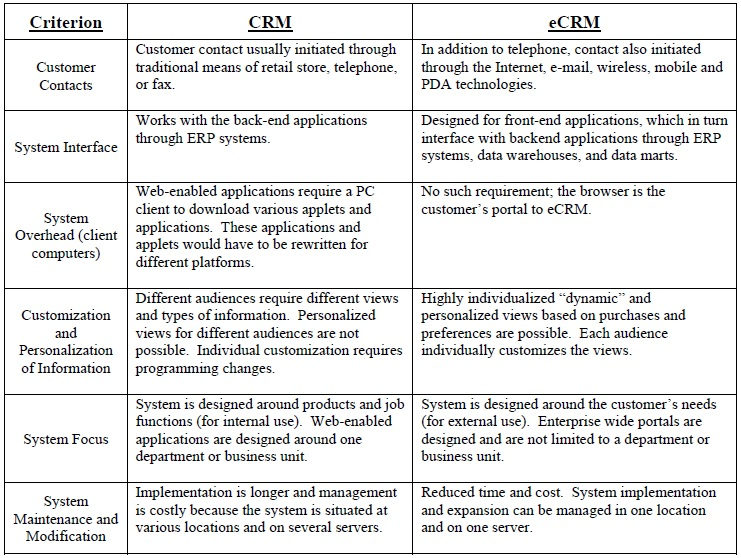 Criterion
CRM
eCRM
Customer
Contacts
Customer contact usually initiated through
traditional means of retail store, telephone,
or fax.
In addition to telephone, contact also initiated
through the Internet, e-mail, wireless, mobile and
PDA technologies.
System Interface
Works with the back-end applications
through ERP systems.
Designed for front-end applications, which in turn
interface with backend applications through ERP
systems, data warehouses, and data marts.
System
Overhead (client
computers)
Web-enabled applications require a PC
client to download various applets and
applications.  These applications and
applets would have to be rewritten for
different platforms.
No such requirement; the browser is the
customer’s portal to eCRM.
Customization
and
Personalization
of Information
Different audiences require different views
and types of information.  Personalized
views for different audiences are not
possible.  Individual customization requires
programming changes.
Highly individualized “dynamic” and
personalized views based on purchases and
preferences are possible.  Each audience
individually customizes the views.
System Focus
System is designed around products and job
functions (for internal use).  Web-enabled
applications are designed around one
department or business unit.
System is designed around the customer’s needs
(for external use).  Enterprise wide portals are
designed and are not limited to a department or
business unit.
System
Maintenance and
Modification
Implementation is longer and management
is costly because the system is situated at
various locations and on several servers.
Reduced time and cost.  System implementation
and expansion can be managed in one location
and on one server.